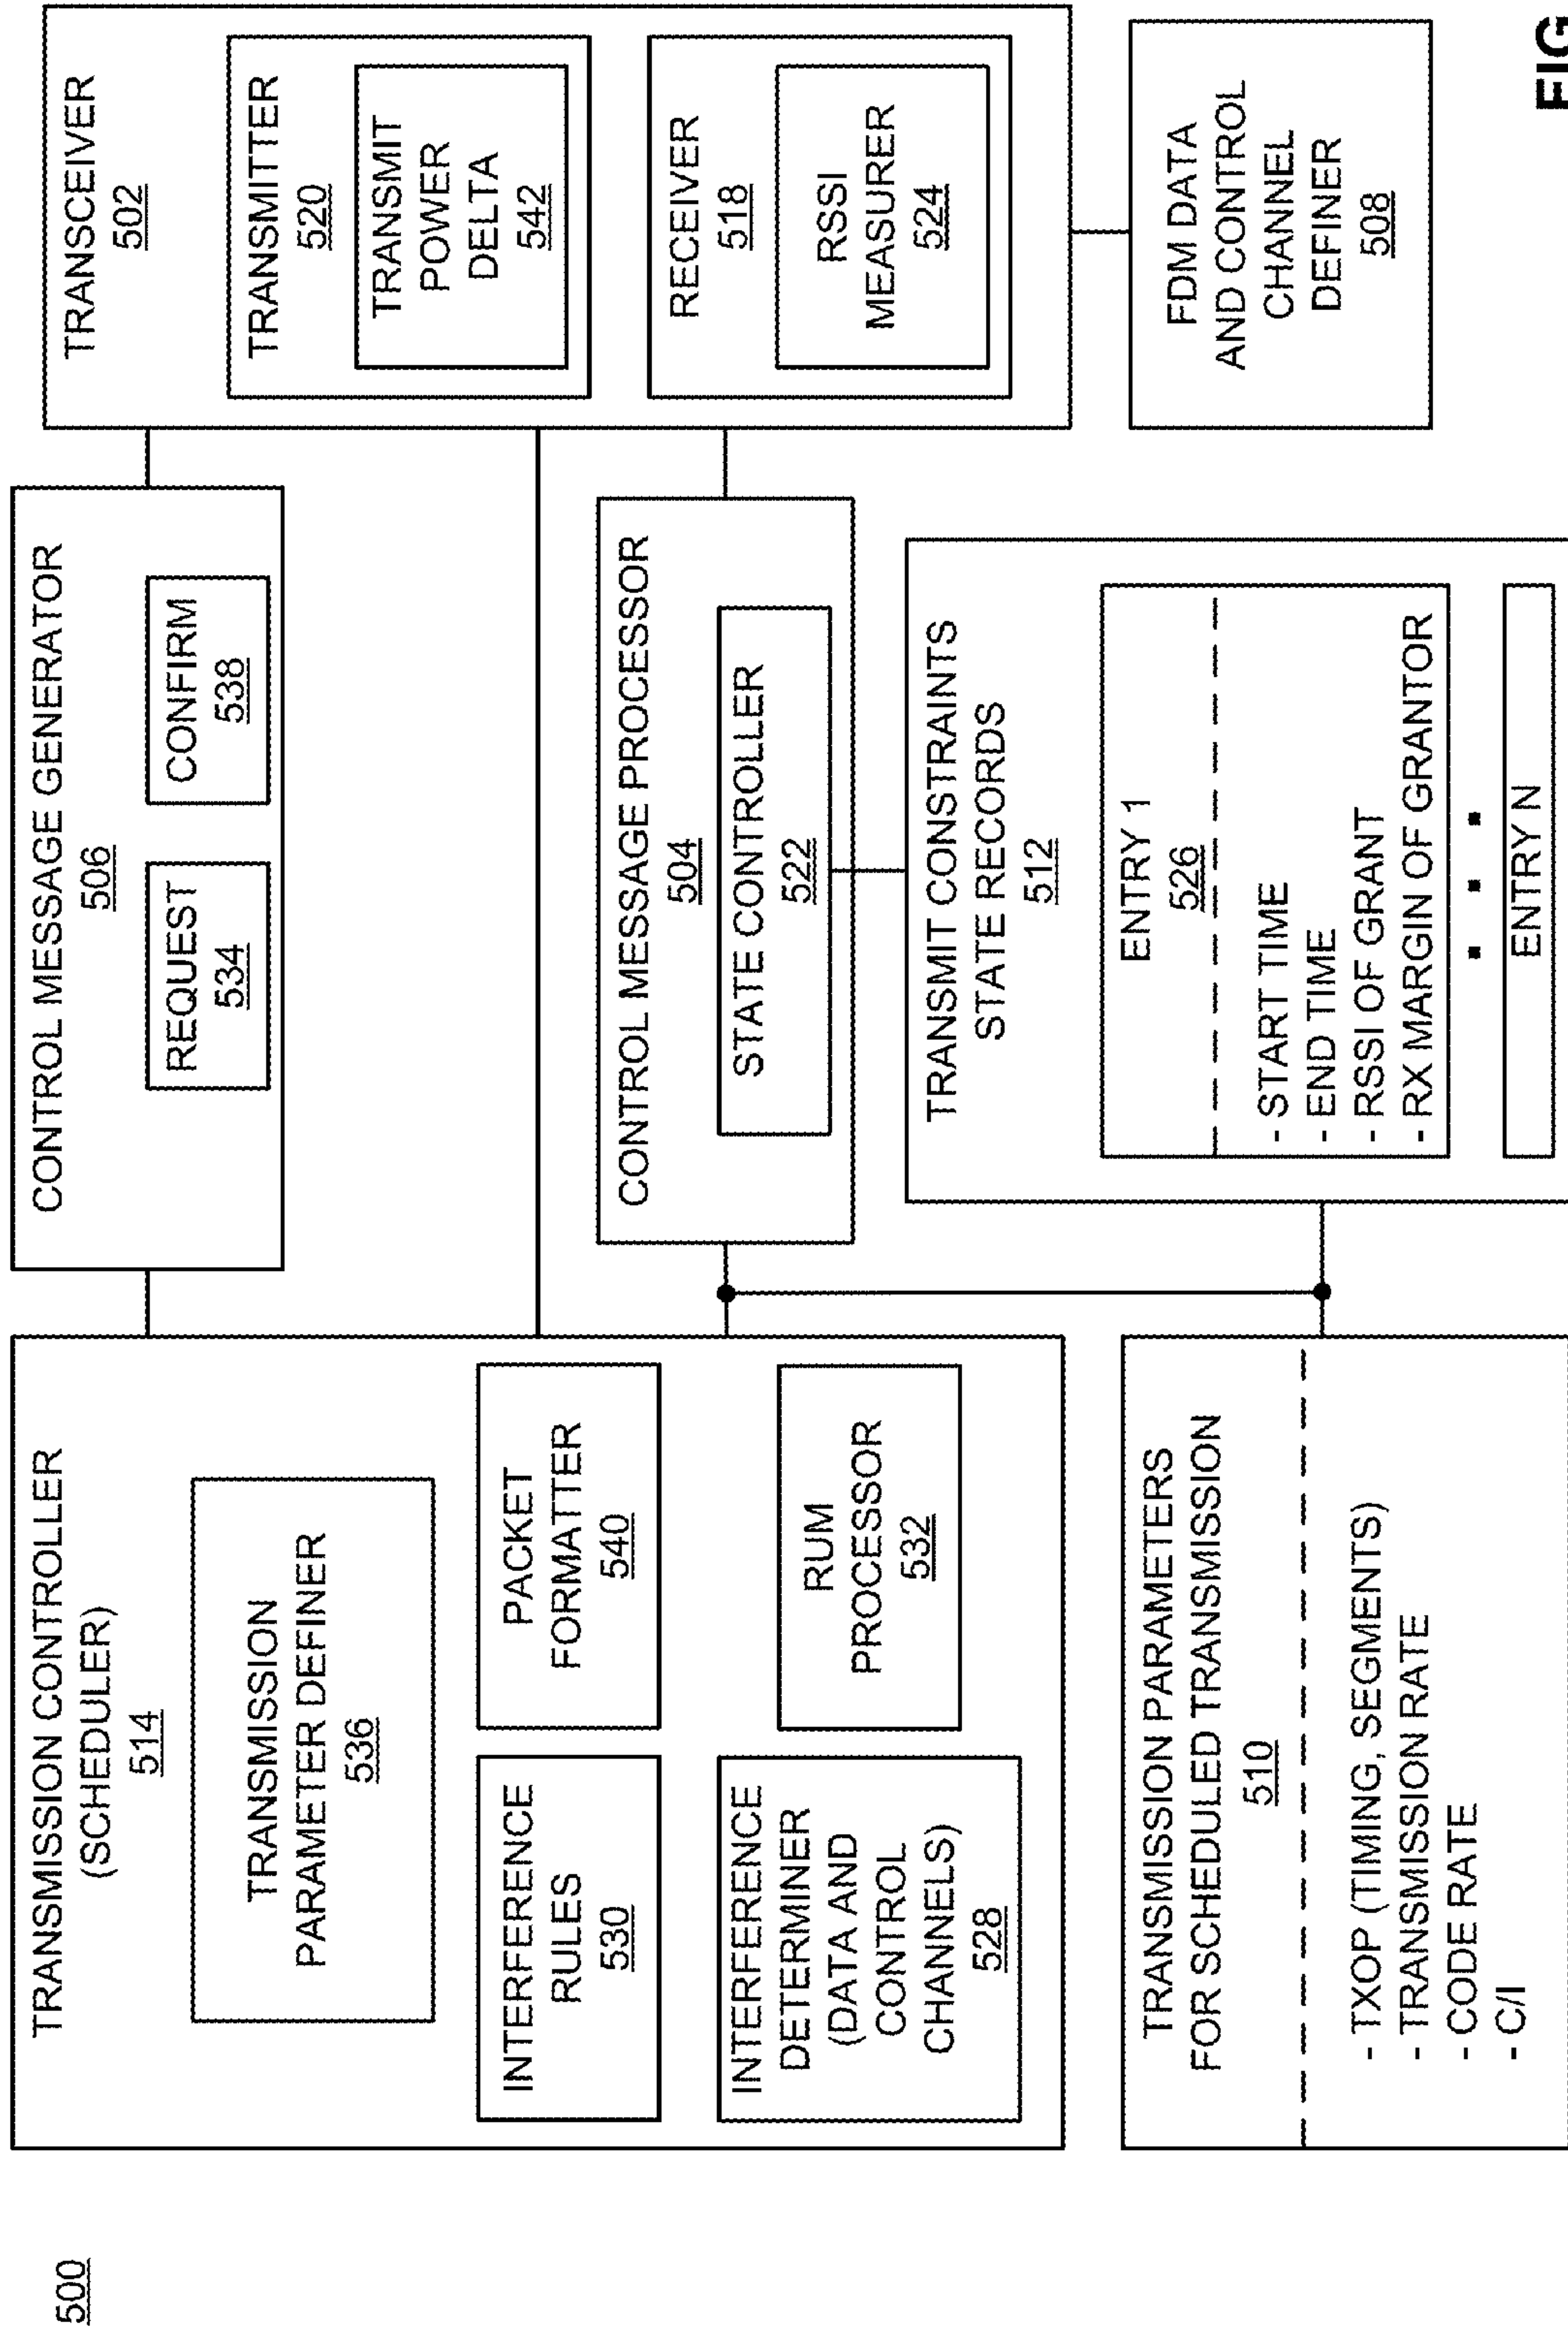 500
TRANSMISSION CONTROLLER
(SCHEDULER)
514
TRANSMISSION
PARAMETER DEFINER
536
INTERFERENCE
RULES
530
PACKET
FORMATTER
540
INTERFERENCE
DETERMINER
(DATA AND
CONTROL
CHANNELS)
528
RUM
PROCESSOR
532
TRANSMISSION PARAMETERS
FOR SCHEDULED TRANSMISSION
510
- TXOP (TIMING, SEGMENTS)
- TRANSMISSION RATE
- CODE RATE
- C/I
CONTROL MESSAGE GENERATOR
506
REQUEST
534
CONFIRM
538
CONTROL MESSAGE PROCESSOR
504
STATE CONTROLLER
522
TRANSMIT CONSTRAINTS
STATE RECORDS
512
ENTRY 1
526
- START TIME
- END TIME
- RSSI OF GRANT
- RX MARGIN OF GRANTOR
ENTRY N
TRANSCEIVER
502
TRANSMITTER
520
TRANSMIT
POWER
DELTA
542
RECEIVER
518
RSSI
MEASURER
524
FDM DATA
AND CONTROL
CHANNEL
DEFINER
508
FIG